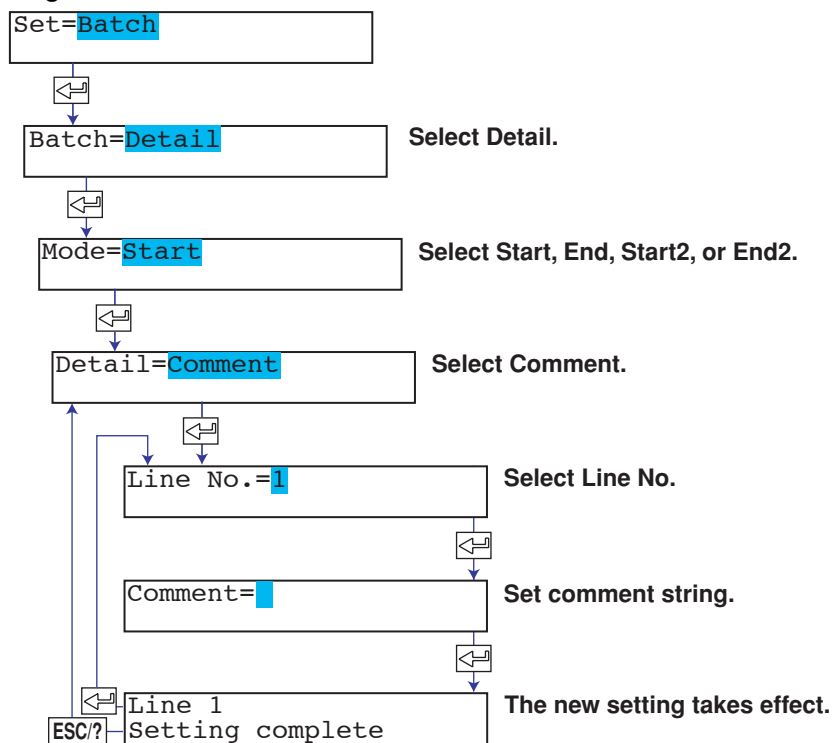 Set=Batch
Batch=Detail
Select Detail.
Mode=Start
Select Start, End, Start2, or End2.
Detail=Comment
Select Comment.
Line No.=1
Select Line No.
Comment=
Set comment string.
Line 1
The new setting takes effect.
ESC/?
Setting complete